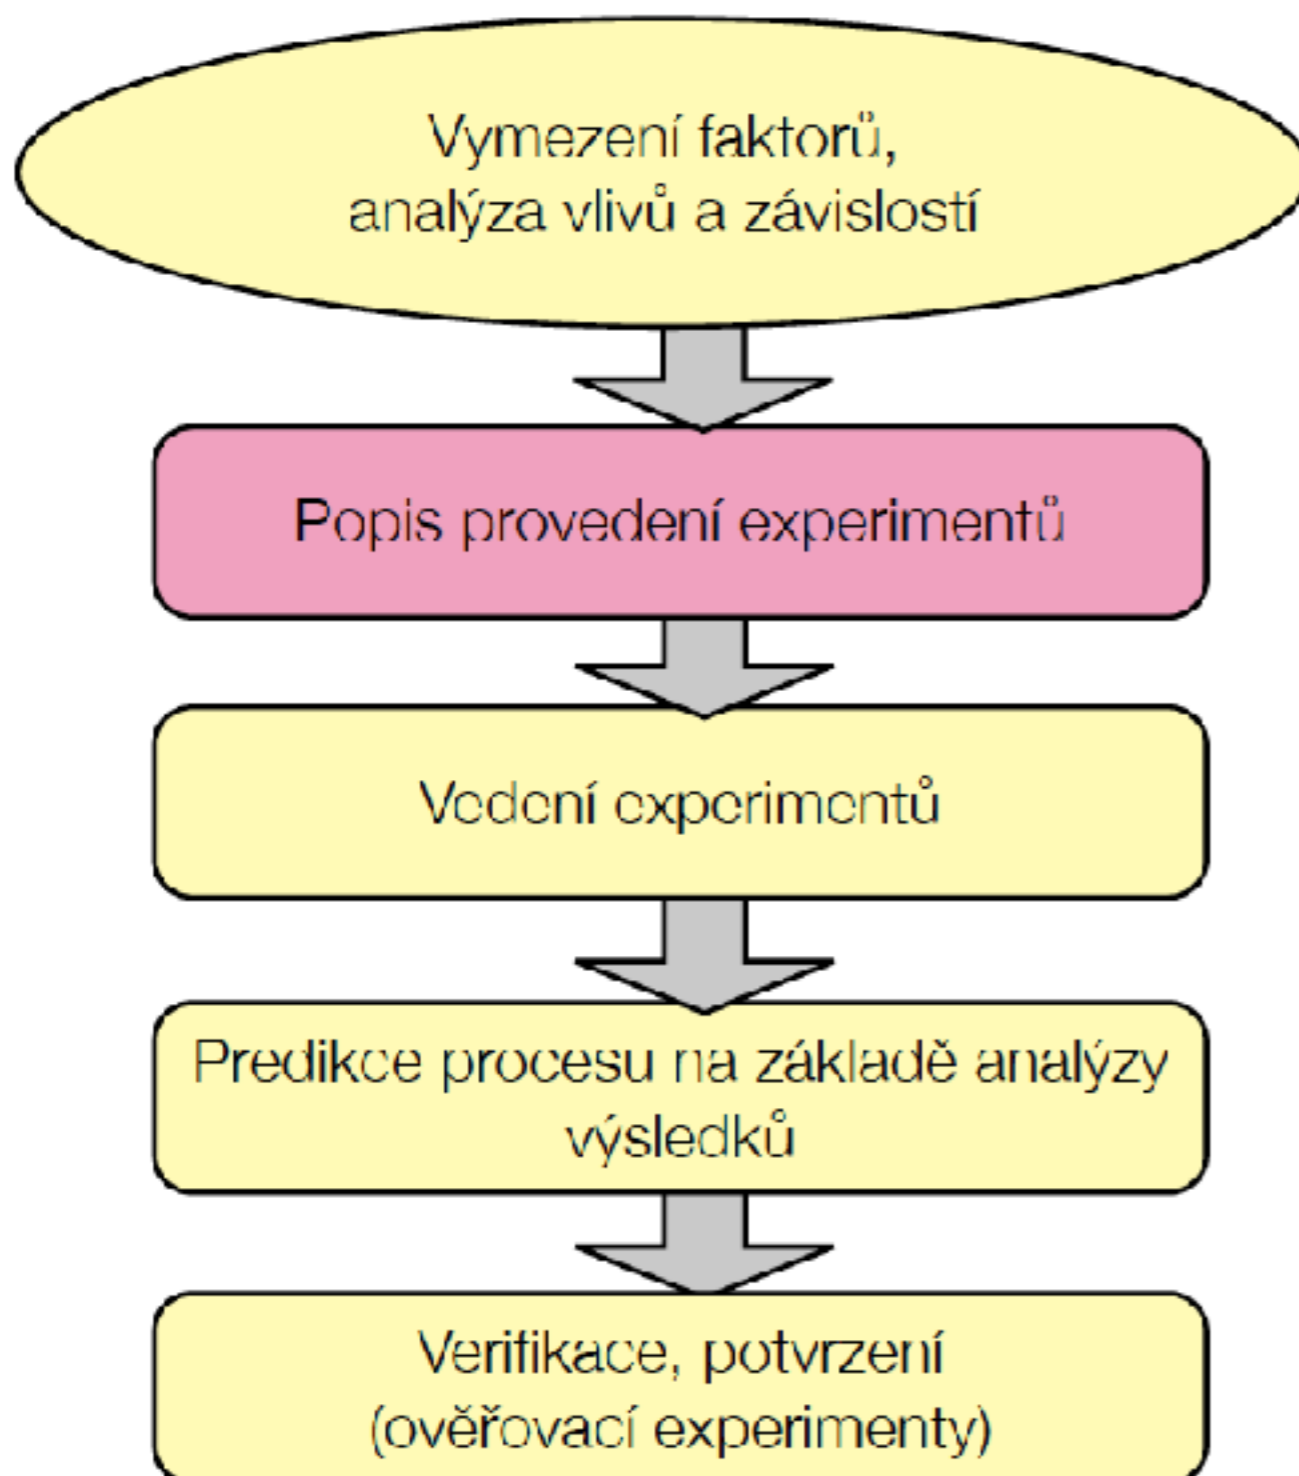 Vymezení faktorů,
analýza vlivů a závislostí
Popis provedení experimentů
Vedení experimentů
Predikce procesu na základě analýzy
výsledků
Verifikace, potvrzení
(ověřovací experimenty)